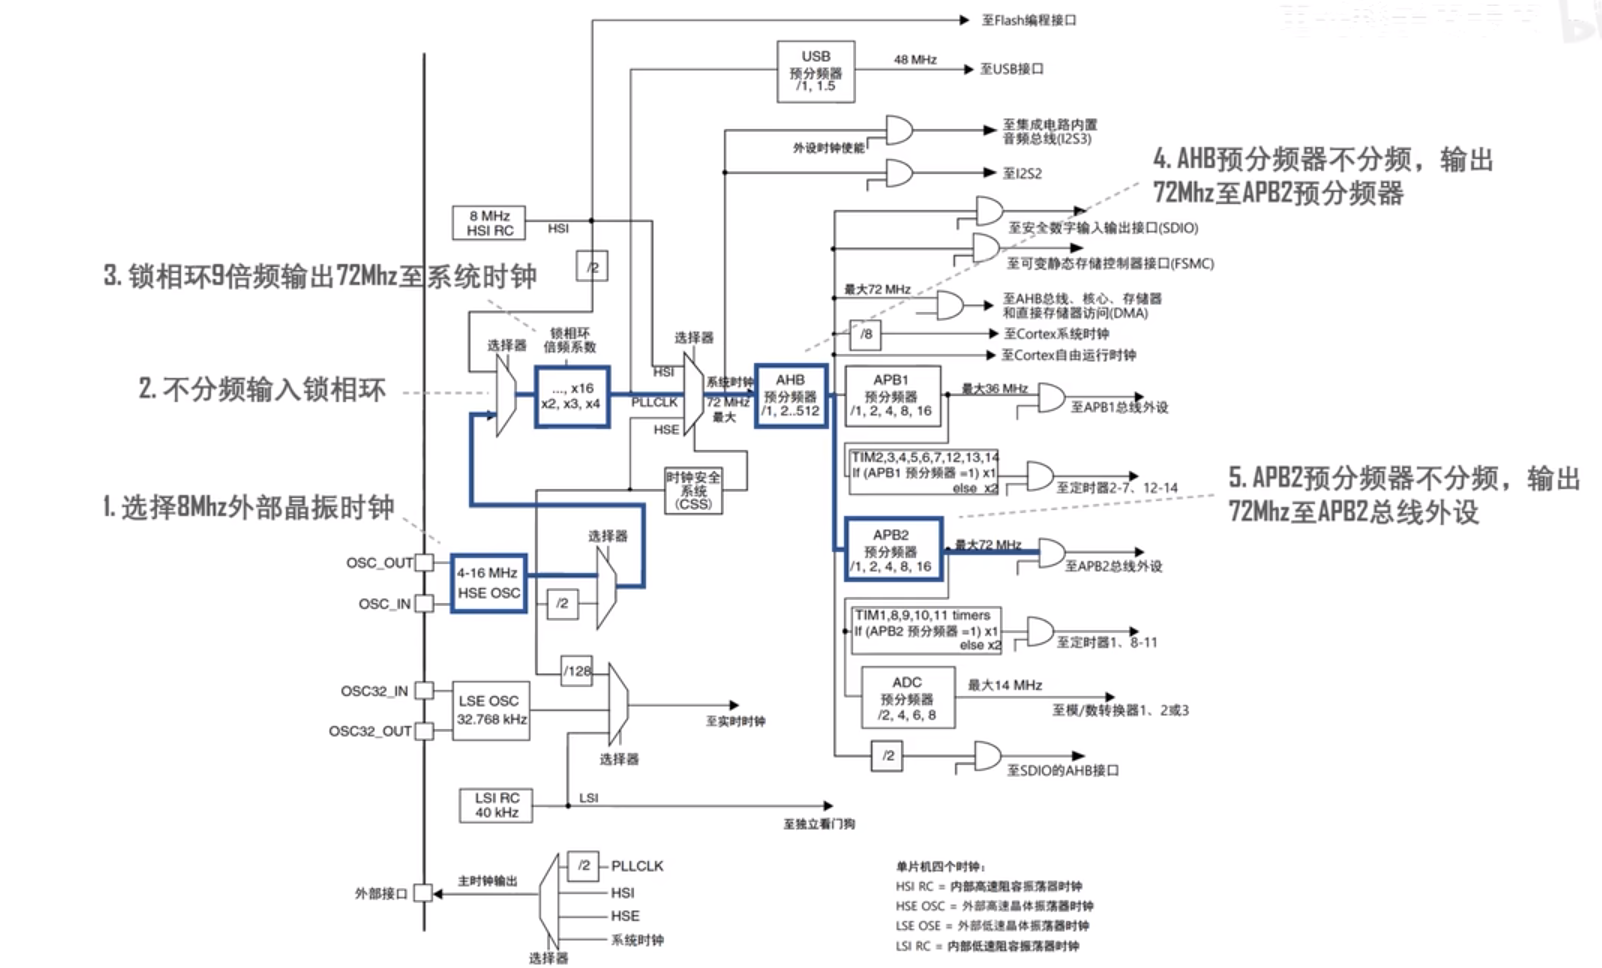 至Flash编程接口
USB
预分频器
/1, 1.5
48 MHz
至USB接口
至集成电路内置
音频总线(I2S3)
外设时钟使能
至I2S2
4. AHB预分频器不分频，输出
72Mhz至APB2预分频器
8 MHz
HSI RC
HSI
/2
至安全数字输入输出接口(SDIO)
至可变静态存储控制器接口(FSMC)
3. 锁相环9倍频输出72Mhz至系统时钟
最大72 MHz
至AHB总线、核心、存储器
和直接存储器访问(DMA)
/8
至Cortex系统时钟
至Cortex自由运行时钟
选择器
锁相环
倍频系数
选择器
2. 不分频输入锁相环
..., x16
x2, x3, x4
HSI
PLLCLK
HSE
系统时钟
72 MHz
最大
AHB
预分频器
/1, 2..512
APB1
预分频器
/1, 2, 4, 8, 16
最大36 MHz
至APB1总线外设
TIM2,3,4,5,6,7,12,13,14
If (APB1 预分频器 =1) x1
else x2
至定时器2-7、12-14
时钟安全
系统
(CSS)
1. 选择8Mhz外部晶振时钟
5. APB2预分频器不分频，输出
72Mhz至APB2总线外设
OSC_OUT
OSC_IN
4-16 MHz
HSE OSC
选择器
/2
APB2
预分频器
/1, 2, 4, 8, 16
最大72 MHz
至APB2总线外设
TIM1,8,9,10,11 timers
If (APB2 预分频器 =1) x1
else x2
至定时器1、8-11
/128
OSC32_IN
OSC32_OUT
LSE OSC
32.768 kHz
至实时时钟
选择器
ADC
预分频器
/2, 4, 6, 8
最大14 MHz
至模/数转换器1、2或3
/2
至SDIO的AHB接口
LSI RC
40 kHz
LSI
至独立看门狗
外部接口
主时钟输出
/2
PLLCLK
HSI
HSE
系统时钟
选择器
单片机四个时钟：
HSI RC = 内部高速阻容振荡器时钟
HSE OSC = 外部高速晶体振荡器时钟
LSE OSE = 外部低速晶体振荡器时钟
LSI RC = 内部低速阻容振荡器时钟